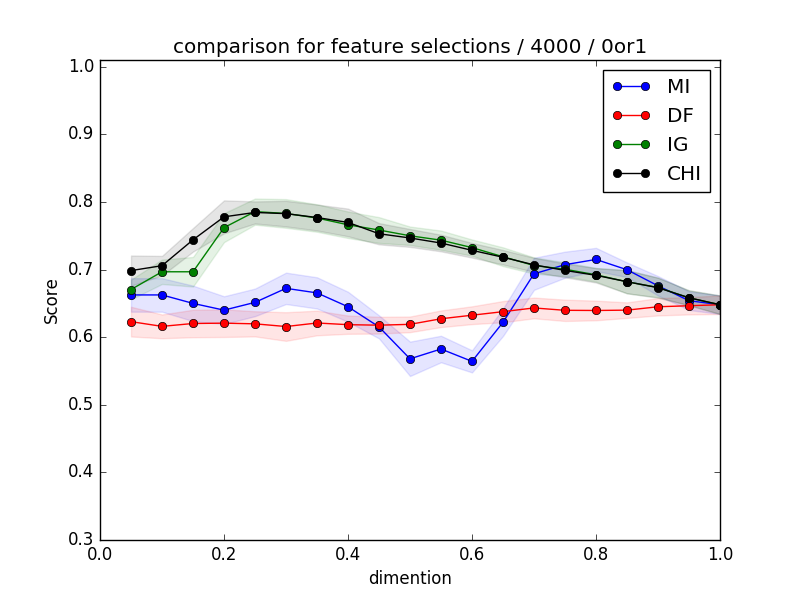 comparison for feature selections / 4000 / 0or1
1.0
0.9
0.8
0.7
0.6
0.5
0.4
0.3
Score
MI
DF
IG
CHI
0.0 0.2 0.4 0.6 0.8 1.0
dimention